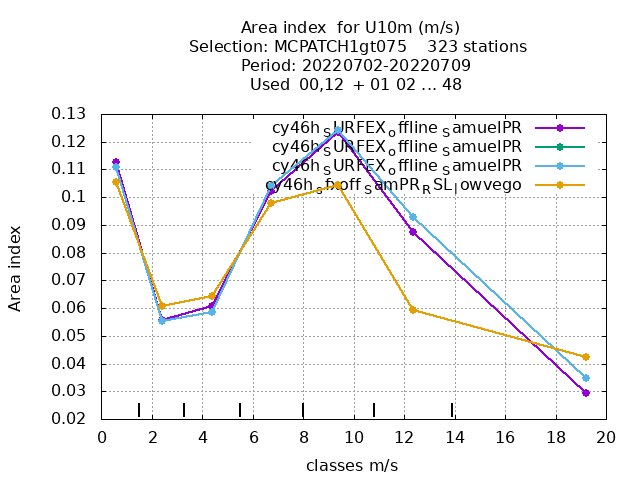 Area index  for U10m (m/s)
Selection: MCPATCH1gt075    323 stations
Period: 20220702-20220709
Used  00,12  + 01 02 ... 48
0.13
0.12
0.11
0.1
0.09
0.08
0.07
0.06
0.05
0.04
0.03
0.02
Area index
cy46h_SURFEX_offline_SamuelPR
cy46h_SURFEX_offline_SamuelPR
cy46h_SURFEX_offline_SamuelPR
cy46h_sfxoff_SamPR_RSL_lowvego
0 2 4 6 8 10 12 14 16 18 20
classes m/s